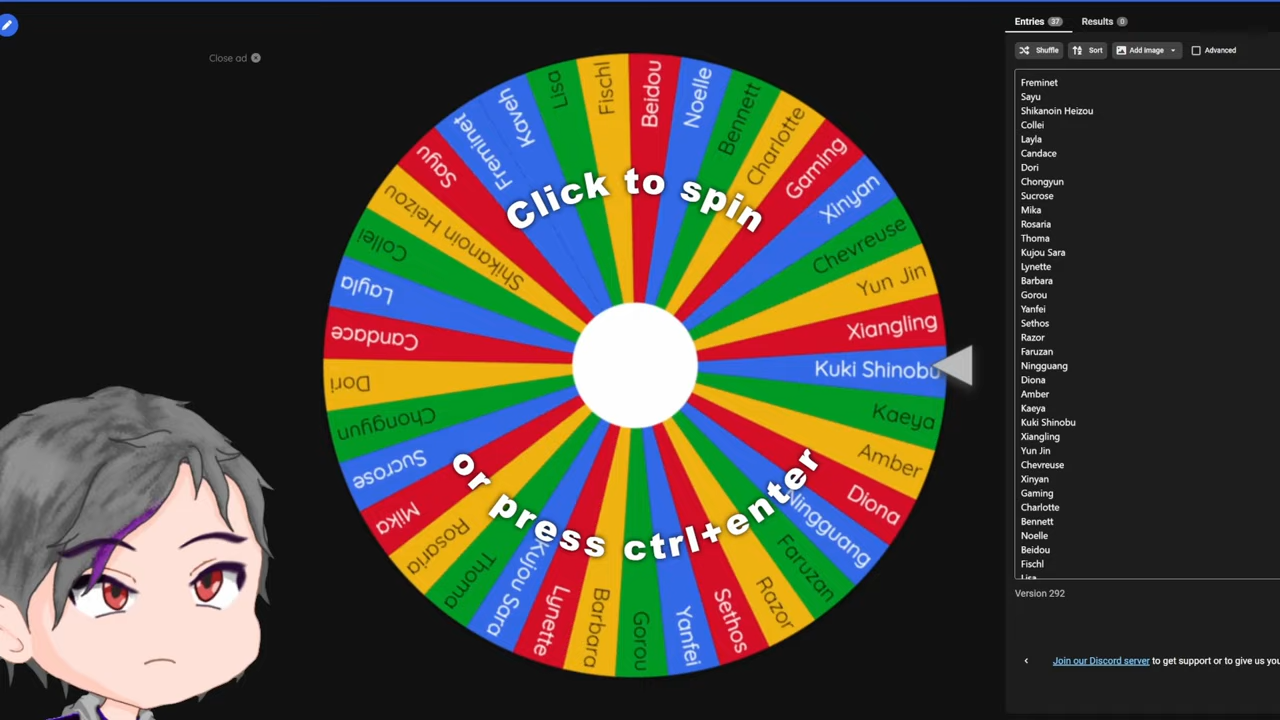 Close ad
Click to spin
or press ctrl+enter
Lisa
Fischl
Beidou
Noelle
Bennett
Charlotte
Gaming
Xinyan
Chevreuse
Yun Jin
Xiangling
Kuki Shinobu
Kaeya
Amber
Diona
Ningguang
Faruzan
Razor
Sethos
Yanfei
Gorou
Barbara
Lynette
Kujou Sara
Thoma
Rosaria
Mika
Sucrose
Chongyun
Dori
Candace
Layla
Collei
Shikanoin Heizou
Sayu
Freminet
Kaveh
Entries 37 Results 0
Shuffle Sort Add image Advanced
Freminet
Sayu
Shikanoin Heizou
Collei
Layla
Candace
Dori
Chongyun
Sucrose
Mika
Rosaria
Thoma
Kujou Sara
Lynette
Barbara
Gorou
Yanfei
Sethos
Razor
Faruzan
Ningguang
Diona
Amber
Kaeya
Kuki Shinobu
Xiangling
Yun Jin
Chevreuse
Xinyan
Gaming
Charlotte
Bennett
Noelle
Beidou
Fischl
Lisa
Version 292
Join our Discord server to get support or to give us you